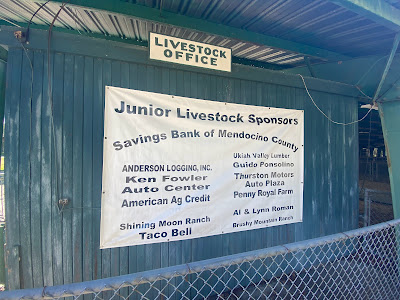 LIVESTOCK
OFFICE
Junior Livestock Sponsors
Savings Bank of Mendocino County
ANDERSON LOGGING, INC.
Ken Fowler
Auto Center
American Ag Credit
Shining Moon Ranch
Taco Bell
Ukiah Valley Lumber
Guido Ponsolino
Thurston Motors
Auto Plaza
Penny Royal Farm
Al & Lynn Roman
Brushy Mountain Ranch